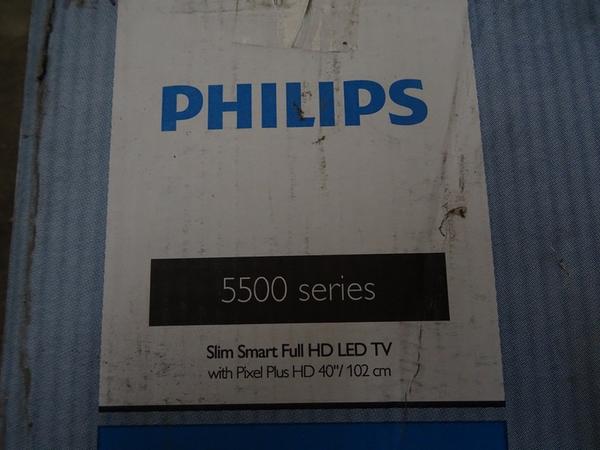 PHILIPS
5500 series
Slim Smart Full HD LED TV
with Pixel Plus HD 40"/ 102 cm